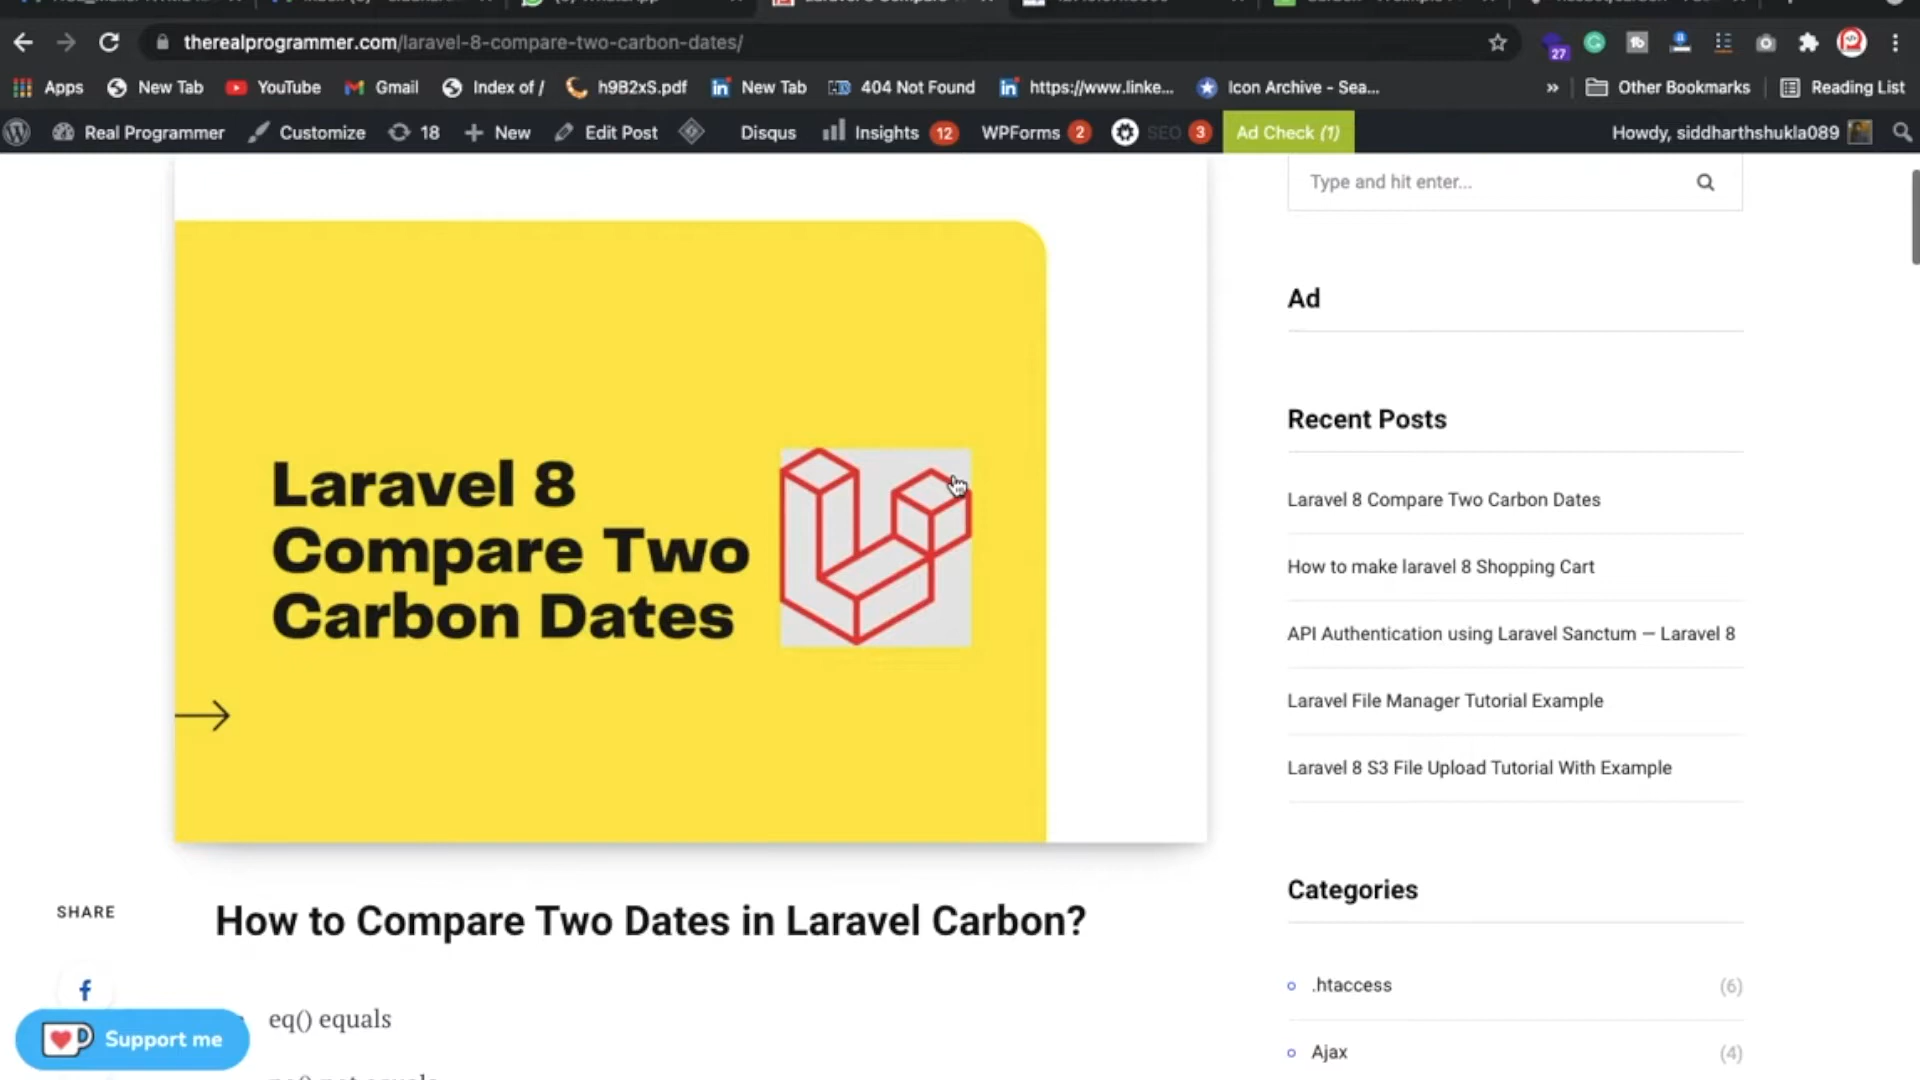 therealprogrammer.com/laravel-8-compare-two-carbon-dates/
27
Apps New Tab YouTube Gmail Index of / h9B2xS.pdf New Tab 404 Not Found https://www.linke... Icon Archive - Sea... » Other Bookmarks Reading List
Real Programmer Customize 18 New Edit Post Disqus Insights 12 WPForms 2 SEO 3 Ad Check (1) Howdy, siddharthshukla089
Type and hit enter...
Ad
Recent Posts
Laravel 8 Compare Two Carbon Dates
How to make laravel 8 Shopping Cart
API Authentication using Laravel Sanctum – Laravel 8
Laravel File Manager Tutorial Example
Laravel 8 S3 File Upload Tutorial With Example
Categories
.htaccess (6)
Ajax (4)
Laravel 8
Compare Two
Carbon Dates
SHARE
How to Compare Two Dates in Laravel Carbon?
eq() equals
Support me